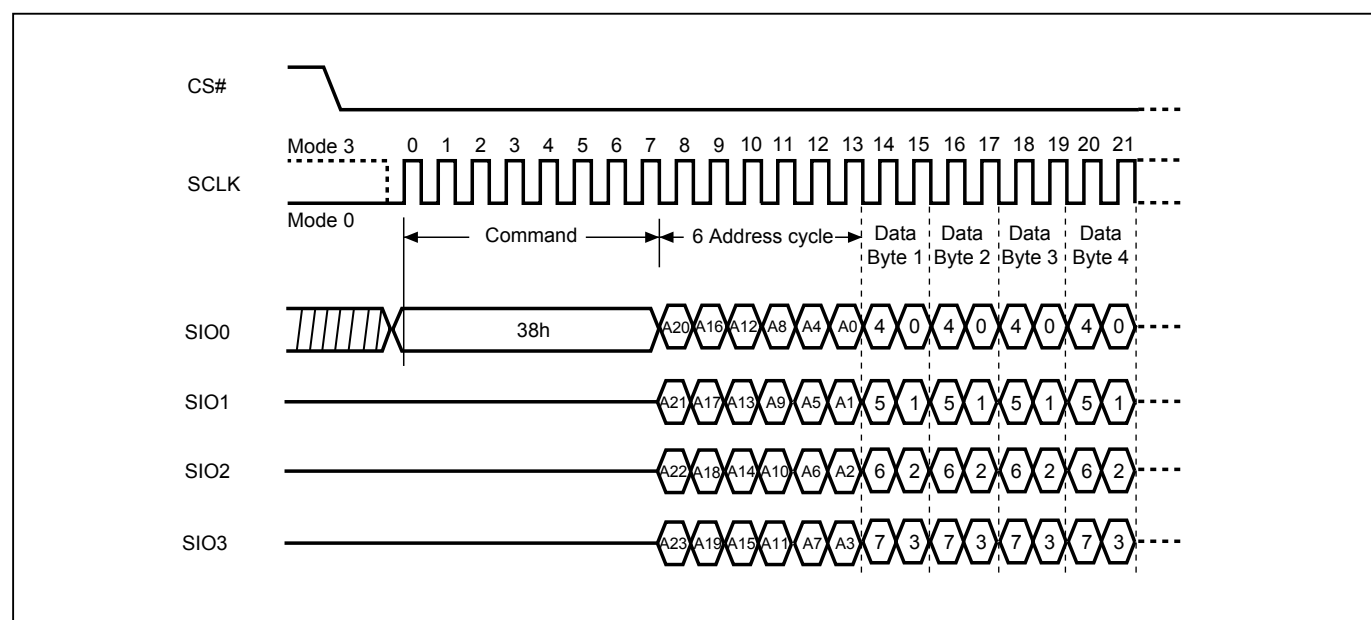 CS#
Mode 3
0 1 2 3 4 5 6 7 8 9 10 11 12 13 14 15 16 17 18 19 20 21
SCLK
Mode 0
Command
6 Address cycle
Data Byte 1
Data Byte 2
Data Byte 3
Data Byte 4
SIO0
38h
A20 A16 A12 A8 A4 A0 4 0 4 0 4 0 4 0
SIO1
A21 A17 A13 A9 A5 A1 5 1 5 1 5 1 5 1
SIO2
A22 A18 A14 A10 A6 A2 6 2 6 2 6 2 6 2
SIO3
A23 A19 A15 A11 A7 A3 7 3 7 3 7 3 7 3